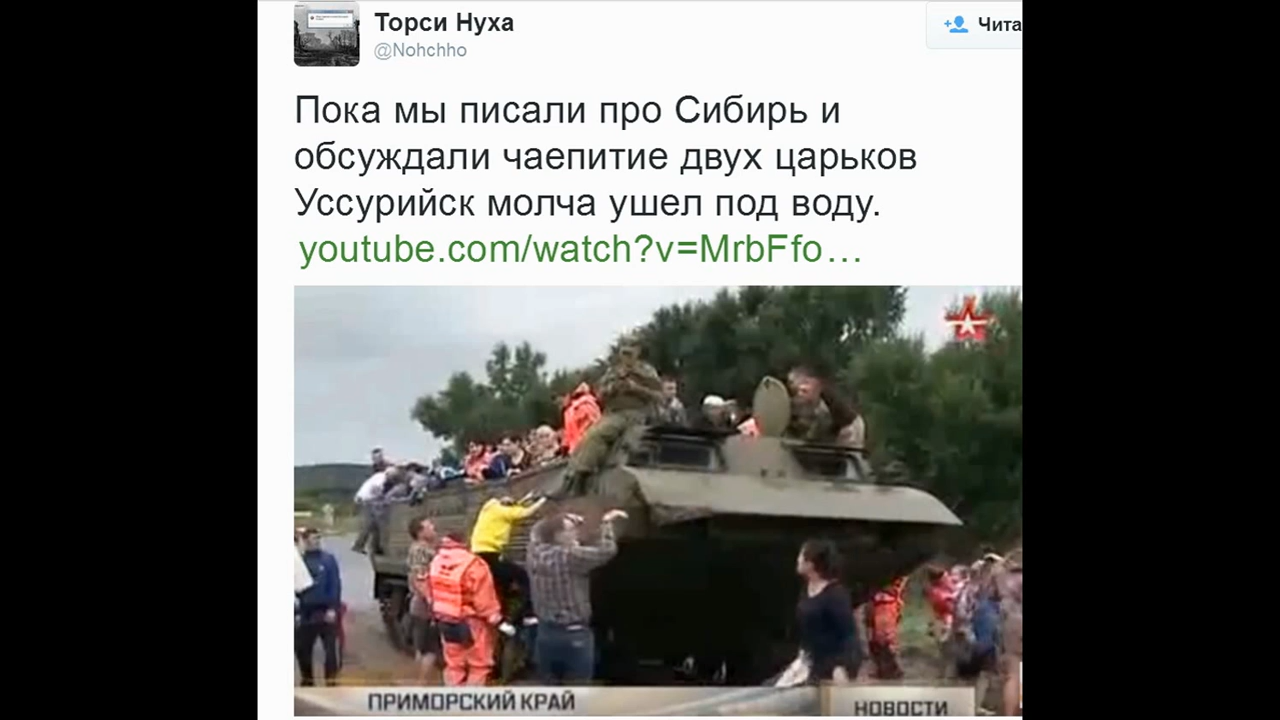 Торси Нуха
@Nohchho
Чита
Пока мы писали про Сибирь и
обсуждали чаепитие двух царьков
Уссурийск молча ушел под воду.
youtube.com/watch?v=MrbFfo…
ПРИМОРСКИЙ КРАЙ
НОВОСТИ